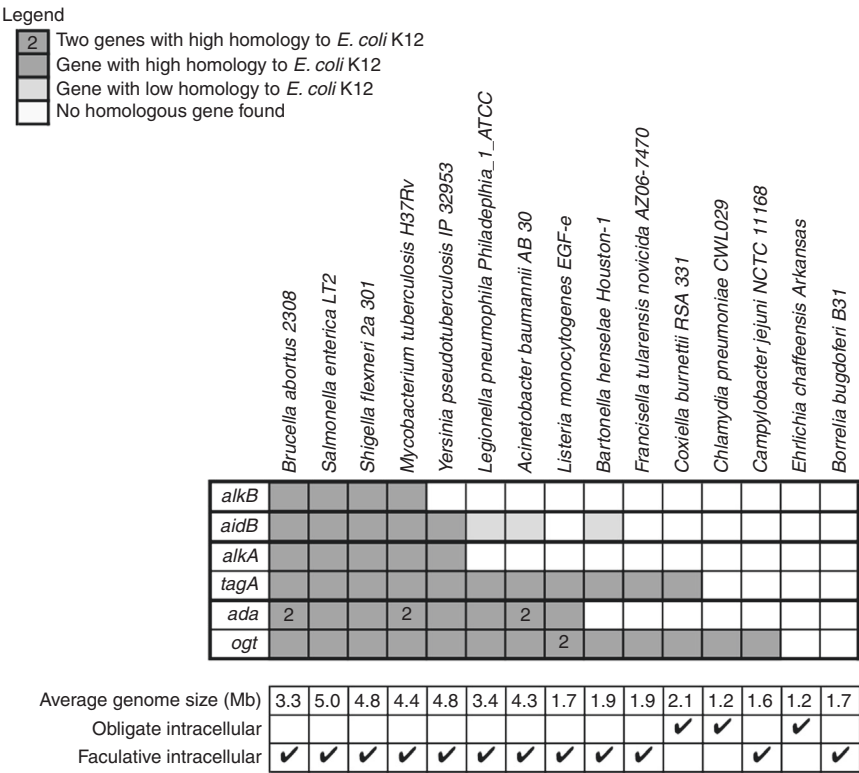 Legend
2 Two genes with high homology to E. coli K12
Gene with high homology to E. coli K12
Gene with low homology to E. coli K12
No homologous gene found
Brucella abortus 2308
Salmonella enterica LT2
Shigella flexneri 2a 301
Mycobacterium tuberculosis H37Rv
Yersinia pseudotuberculosis IP 32953
Legionella pneumophila Philadeplhia_1_ATCC
Acinetobacter baumannii AB 30
Listeria monocytogenes EGF-e
Bartonella henselae Houston-1
Francisella tularensis novicida AZ06-7470
Coxiella burnettii RSA 331
Chlamydia pneumoniae CWL029
Campylobacter jejuni NCTC 11168
Ehrlichia chaffeensis Arkansas
Borrelia bugdoferi B31
alkB
aidB
alkA
tagA
ada 2 2 2
ogt 2
Average genome size (Mb) 3.3 5.0 4.8 4.4 4.8 3.4 4.3 1.7 1.9 1.9 2.1 1.2 1.6 1.2 1.7
Obligate intracellular ✔ ✔ ✔
Faculative intracellular ✔ ✔ ✔ ✔ ✔ ✔ ✔ ✔ ✔ ✔ ✔ ✔